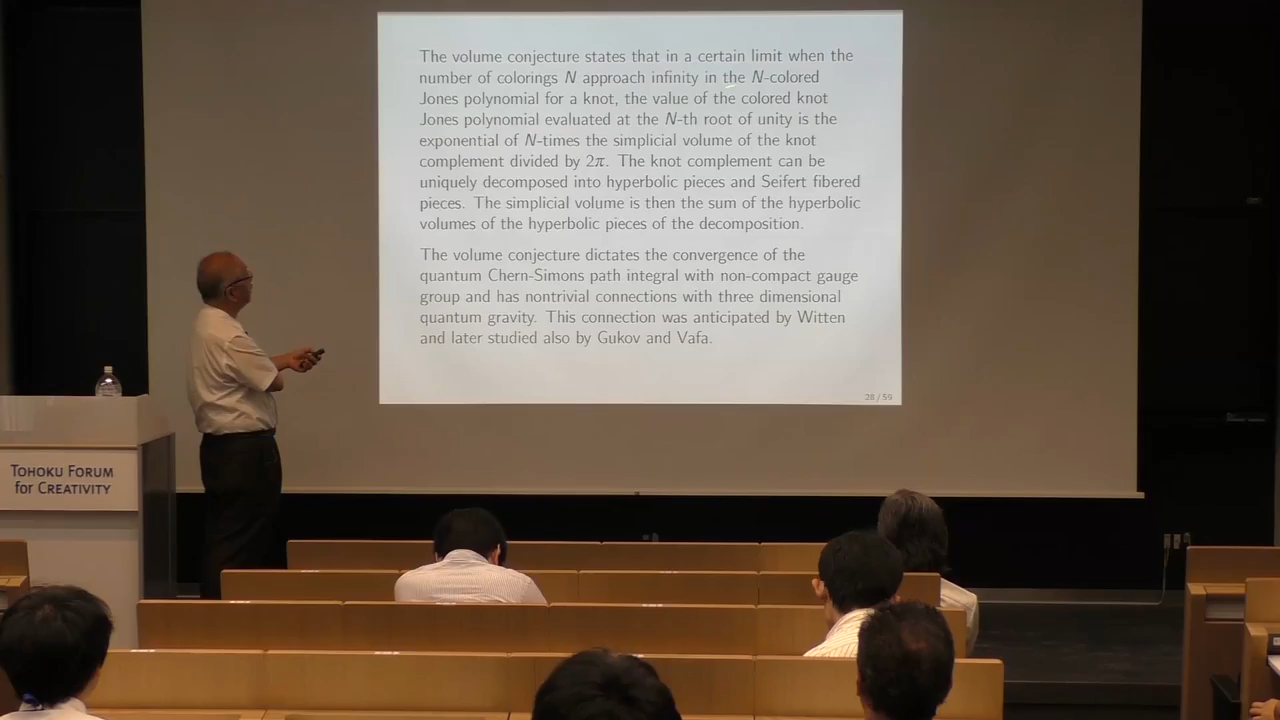 The volume conjecture states that in a certain limit when the
number of colorings N approach infinity in the N-colored
Jones polynomial for a knot, the value of the colored knot
Jones polynomial evaluated at the N-th root of unity is the
exponential of N-times the simplicial volume of the knot
complement divided by 2π. The knot complement can be
uniquely decomposed into hyperbolic pieces and Seifert fibered
pieces. The simplicial volume is then the sum of the hyperbolic
volumes of the hyperbolic pieces of the decomposition.
The volume conjecture dictates the convergence of the
quantum Chern-Simons path integral with non-compact gauge
group and has nontrivial connections with three dimensional
quantum gravity. This connection was anticipated by Witten
and later studied also by Gukov and Vafa.
28 / 59
TOHOKU FORUM
for CREATIVITY